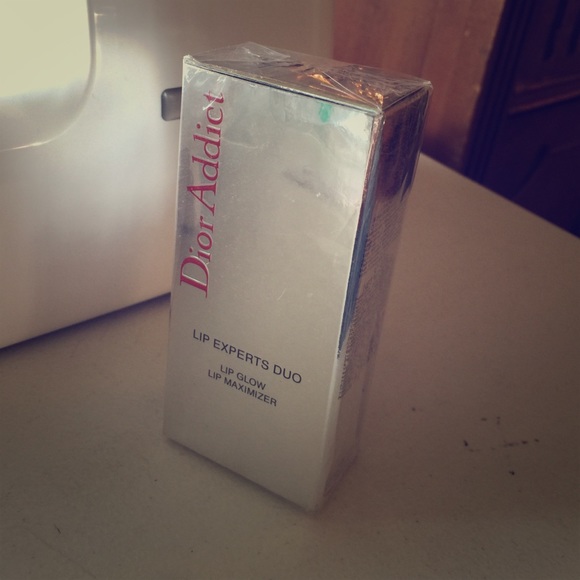 Dior Addict
LIP EXPERTS DUO
LIP GLOW
LIP MAXIMIZER